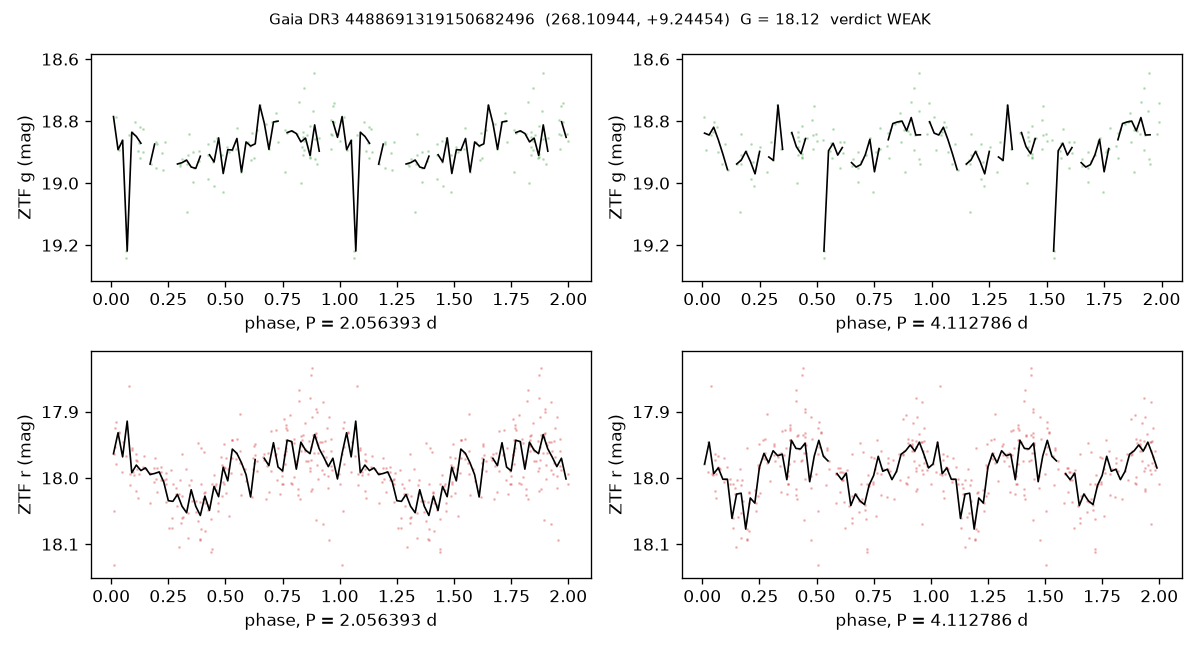 Gaia DR3 4488691319150682496 (268.10944, +9.24454) G = 18.12 verdict WEAK
ZTF g (mag)
18.6
18.8
19.0
19.2
0.00 0.25 0.50 0.75 1.00 1.25 1.50 1.75 2.00
phase, P = 2.056393 d
ZTF g (mag)
18.6
18.8
19.0
19.2
0.00 0.25 0.50 0.75 1.00 1.25 1.50 1.75 2.00
phase, P = 4.112786 d
ZTF r (mag)
17.9
18.0
18.1
0.00 0.25 0.50 0.75 1.00 1.25 1.50 1.75 2.00
phase, P = 2.056393 d
ZTF r (mag)
17.9
18.0
18.1
0.00 0.25 0.50 0.75 1.00 1.25 1.50 1.75 2.00
phase, P = 4.112786 d